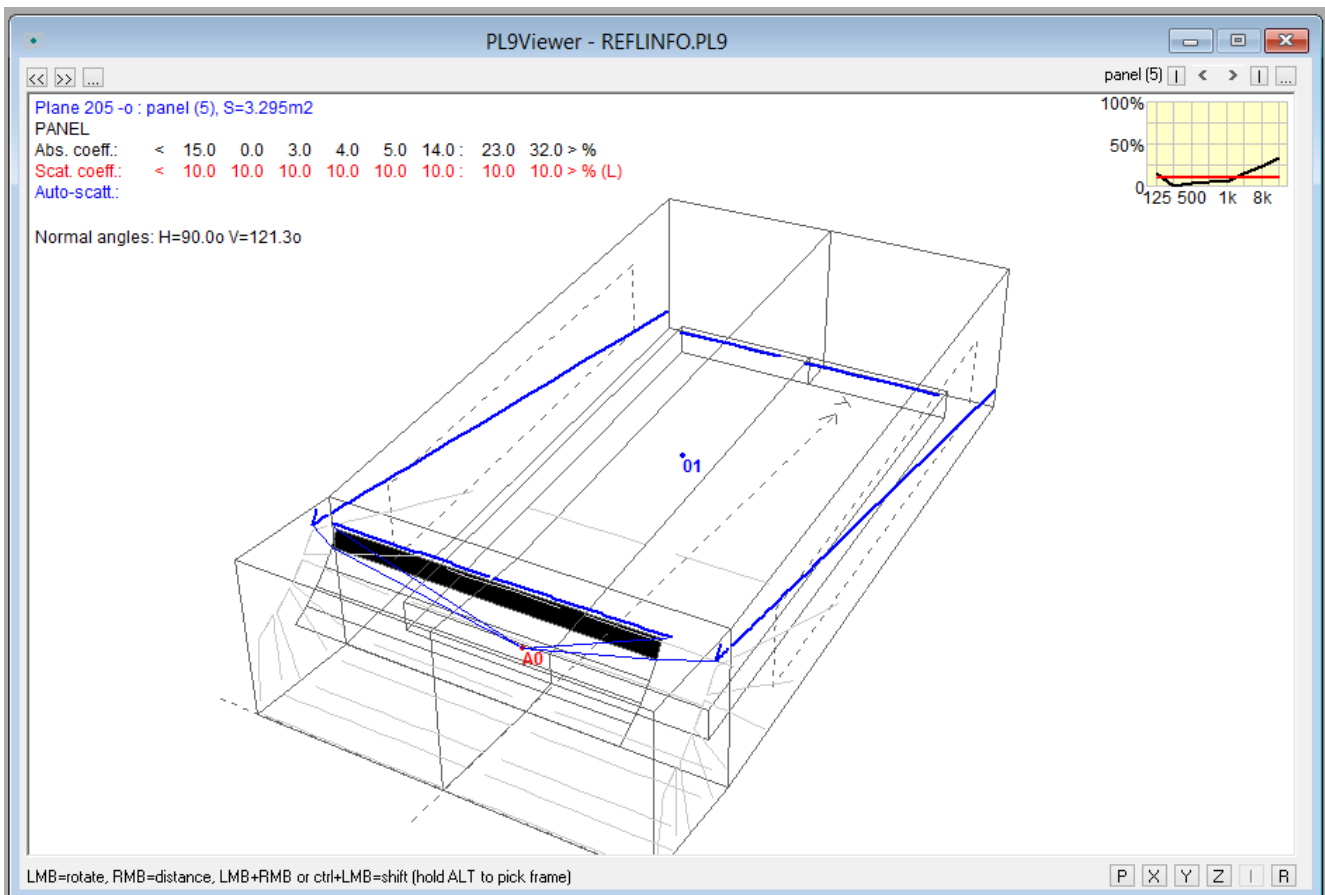 PL9Viewer - REFLINFO.PL9
<< >> ... panel (5) | < > | ...
Plane 205 -o : panel (5), S=3.295m2
PANEL
Abs. coeff.: < 15.0 0.0 3.0 4.0 5.0 14.0 : 23.0 32.0 > %
Scat. coeff.: < 10.0 10.0 10.0 10.0 10.0 10.0 : 10.0 10.0 > % (L)
Auto-scatt.:
Normal angles: H=90.0o V=121.3o
100%
50%
0
125 500 1k 8k
01
A0
LMB=rotate, RMB=distance, LMB+RMB or ctrl+LMB=shift (hold ALT to pick frame) P X Y Z I R